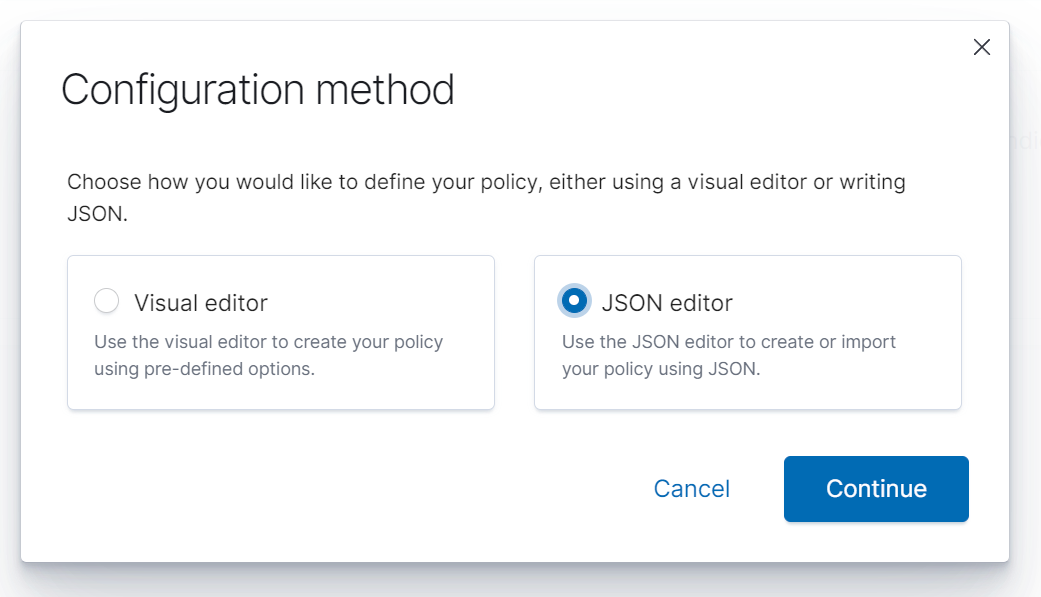 Configuration method
Choose how you would like to define your policy, either using a visual editor or writing
JSON.
Visual editor
Use the visual editor to create your policy
using pre-defined options.
JSON editor
Use the JSON editor to create or import
your policy using JSON.
Cancel
Continue